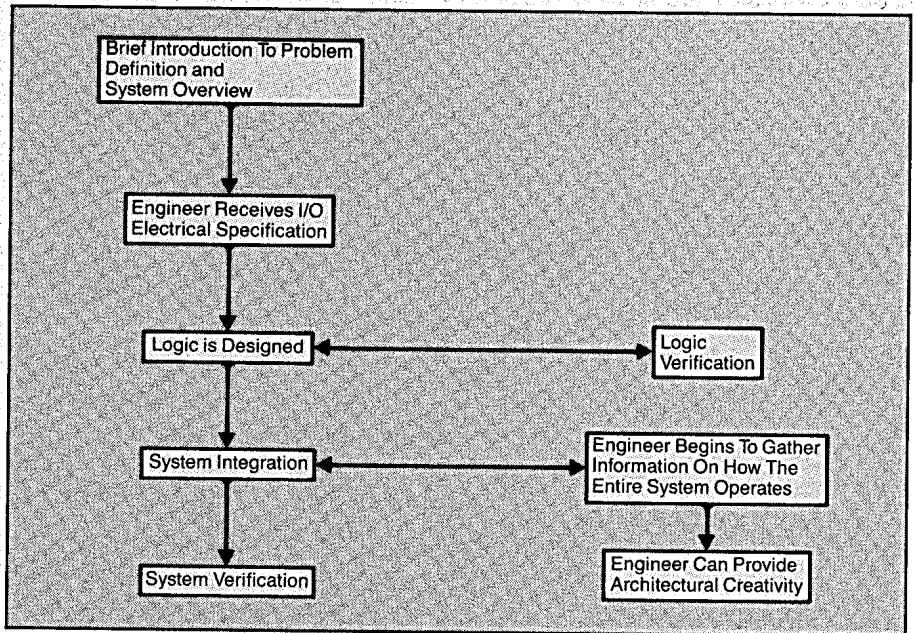 Brief Introduction To Problem
Definition and
System Overview
Engineer Receives I/O
Electrical Specification
Logic is Designed
Logic
Verification
System Integration
Engineer Begins To Gather
Information On How The
Entire System Operates
System Verification
Engineer Can Provide
Architectural Creativity